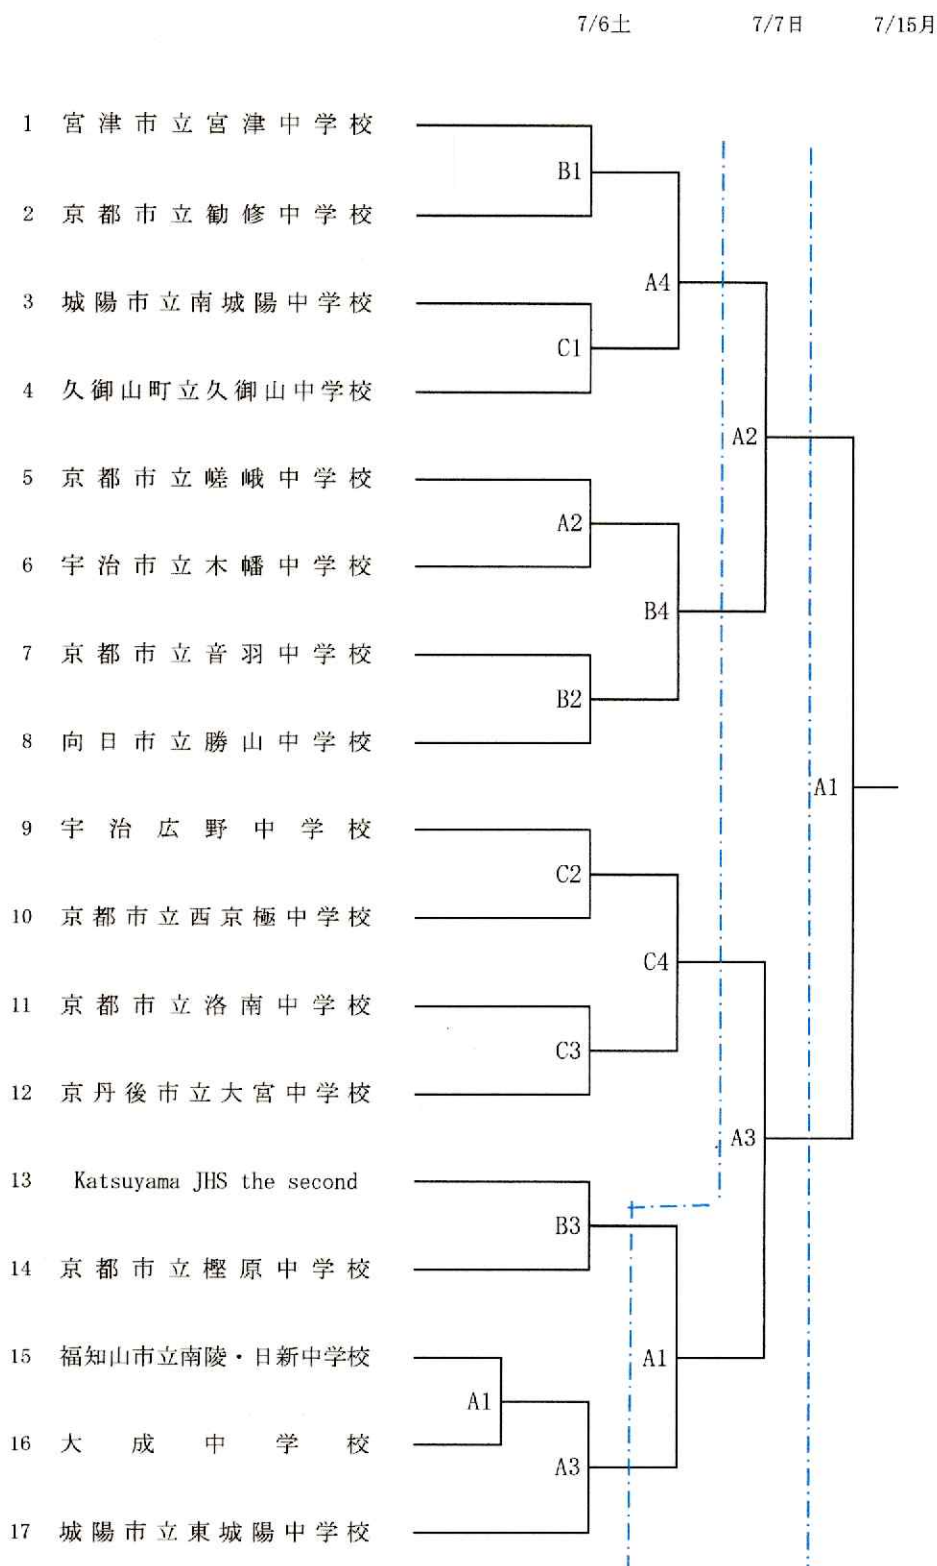 7/6土 7/7日 7/15月
1 宮津市立宮津中学校
B1
2 京都市立勧修中学校
A4
3 城陽市立南城陽中学校
C1
4 久御山町立久御山中学校
A2
5 京都市立嵯峨中学校
A2
6 宇治市立木幡中学校
B4
7 京都市立音羽中学校
B2
8 向日市立勝山中学校
A1
9 宇治広野中学校
C2
10 京都市立西京極中学校
C4
11 京都市立洛南中学校
C3
12 京丹後市立大宮中学校
A3
13 Katsuyama JHS the second
B3
14 京都市立樫原中学校
15 福知山市立南陵・日新中学校
A1
A1
16 大成中学校
A3
17 城陽市立東城陽中学校